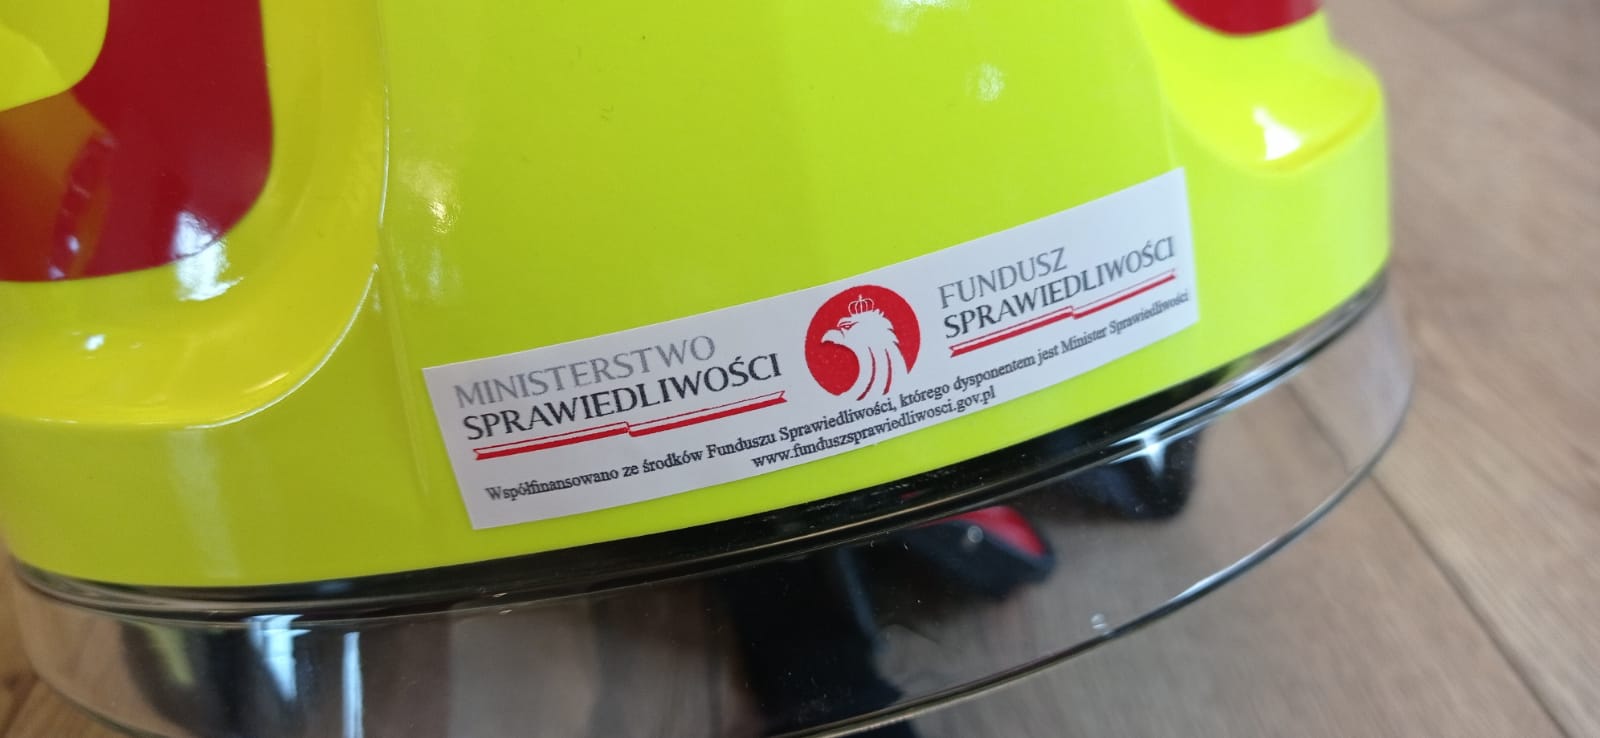 MINISTERSTWO
SPRAWIEDLIWOŚCI
FUNDUSZ
SPRAWIEDLIWOŚCI
Współfinansowano ze środków Funduszu Sprawiedliwości, którego dysponentem jest Minister Sprawiedliwości
www.funduszsprawiedliwosci.gov.pl